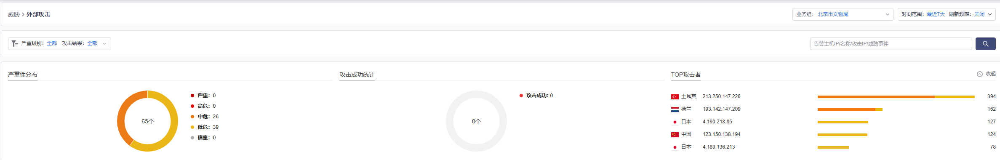 威胁 > 外部攻击
业务组： 北京市文物局
时间范围：最近7天 刷新频率：关闭
严重级别：全部 攻击结果：全部
告警主机IP/名称/攻击IP/威胁事件
严重性分布
65个
严重：0
高危：0
中危：26
低危：39
信息：0
攻击成功统计
0个
攻击成功: 0
TOP攻击者
收起
土耳其 213.250.147.226 394
荷兰 193.142.147.209 162
日本 4.190.218.85 127
中国 123.150.138.194 124
日本 4.189.136.213 78